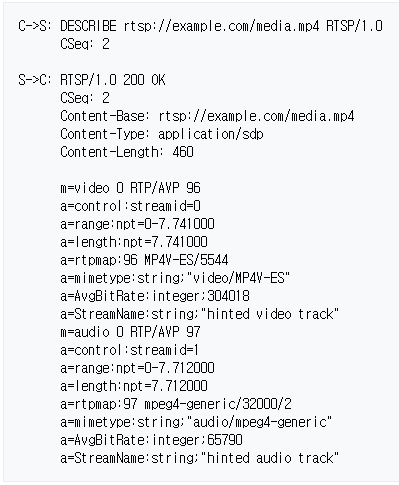 C->S: DESCRIBE rtsp://example.com/media.mp4 RTSP/1.0
CSeq: 2
S->C: RTSP/1.0 200 OK
CSeq: 2
Content-Base: rtsp://example.com/media.mp4
Content-Type: application/sdp
Content-Length: 460
m=video 0 RTP/AVP 96
a=control:streamid=0
a=range:npt=0-7.741000
a=length:npt=7.741000
a=rtpmap:96 MP4V-ES/5544
a=mimetype:string;"video/MP4V-ES"
a=AvgBitRate:integer;304018
a=StreamName:string;"hinted video track"
m=audio 0 RTP/AVP 97
a=control:streamid=1
a=range:npt=0-7.712000
a=length:npt=7.712000
a=rtpmap:97 mpeg4-generic/32000/2
a=mimetype:string;"audio/mpeg4-generic"
a=AvgBitRate:integer;65790
a=StreamName:string;"hinted audio track"